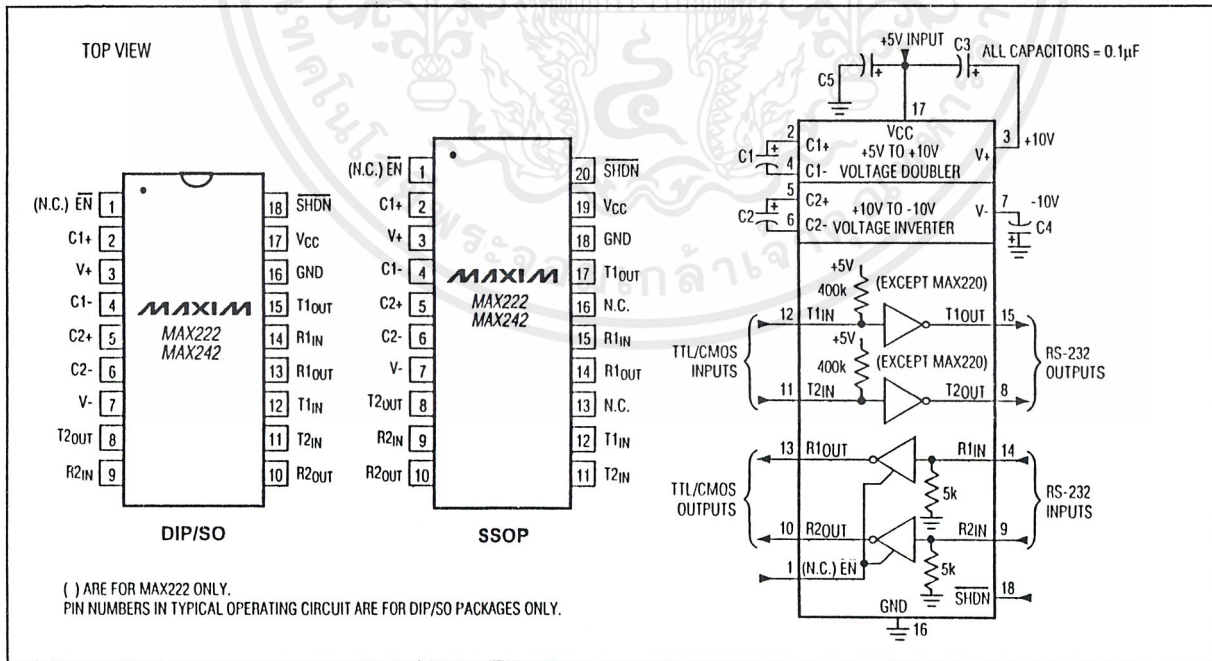 TOP VIEW
(N.C.) EN 1
C1+ 2
V+ 3
C1- 4
C2+ 5
C2- 6
V- 7
T2OUT 8
R2IN 9
18 SHDN
17 VCC
16 GND
15 T1OUT
14 R1IN
13 R1OUT
12 T1IN
11 T2IN
10 R2OUT
MAXIM
MAX222
MAX242
DIP/SO
(N.C.) EN 1
C1+ 2
V+ 3
C1- 4
C2+ 5
C2- 6
V- 7
T2OUT 8
R2IN 9
R2OUT 10
20 SHDN
19 VCC
18 GND
17 T1OUT
16 N.C.
15 R1IN
14 R1OUT
13 N.C.
12 T1IN
11 T2IN
MAXIM
MAX222
MAX242
SSOP
( ) ARE FOR MAX222 ONLY.
PIN NUMBERS IN TYPICAL OPERATING CIRCUIT ARE FOR DIP/SO PACKAGES ONLY.
+5V INPUT
C3
ALL CAPACITORS = 0.1µF
C5
17
VCC
2
C1+
+5V TO +10V
3
+10V
V+
C1
4
C1- VOLTAGE DOUBLER
5
C2+
+10V TO -10V
7
-10V
V-
C2
6
C2- VOLTAGE INVERTER
C4
+5V
400k
(EXCEPT MAX220)
12 T1IN
T1OUT 15
+5V
400k
(EXCEPT MAX220)
TTL/CMOS
INPUTS
RS-232
OUTPUTS
11 T2IN
T2OUT 8
13 R1OUT
R1IN 14
5k
TTL/CMOS
OUTPUTS
RS-232
INPUTS
10 R2OUT
R2IN 9
5k
1 (N.C.) EN
SHDN 18
GND
16